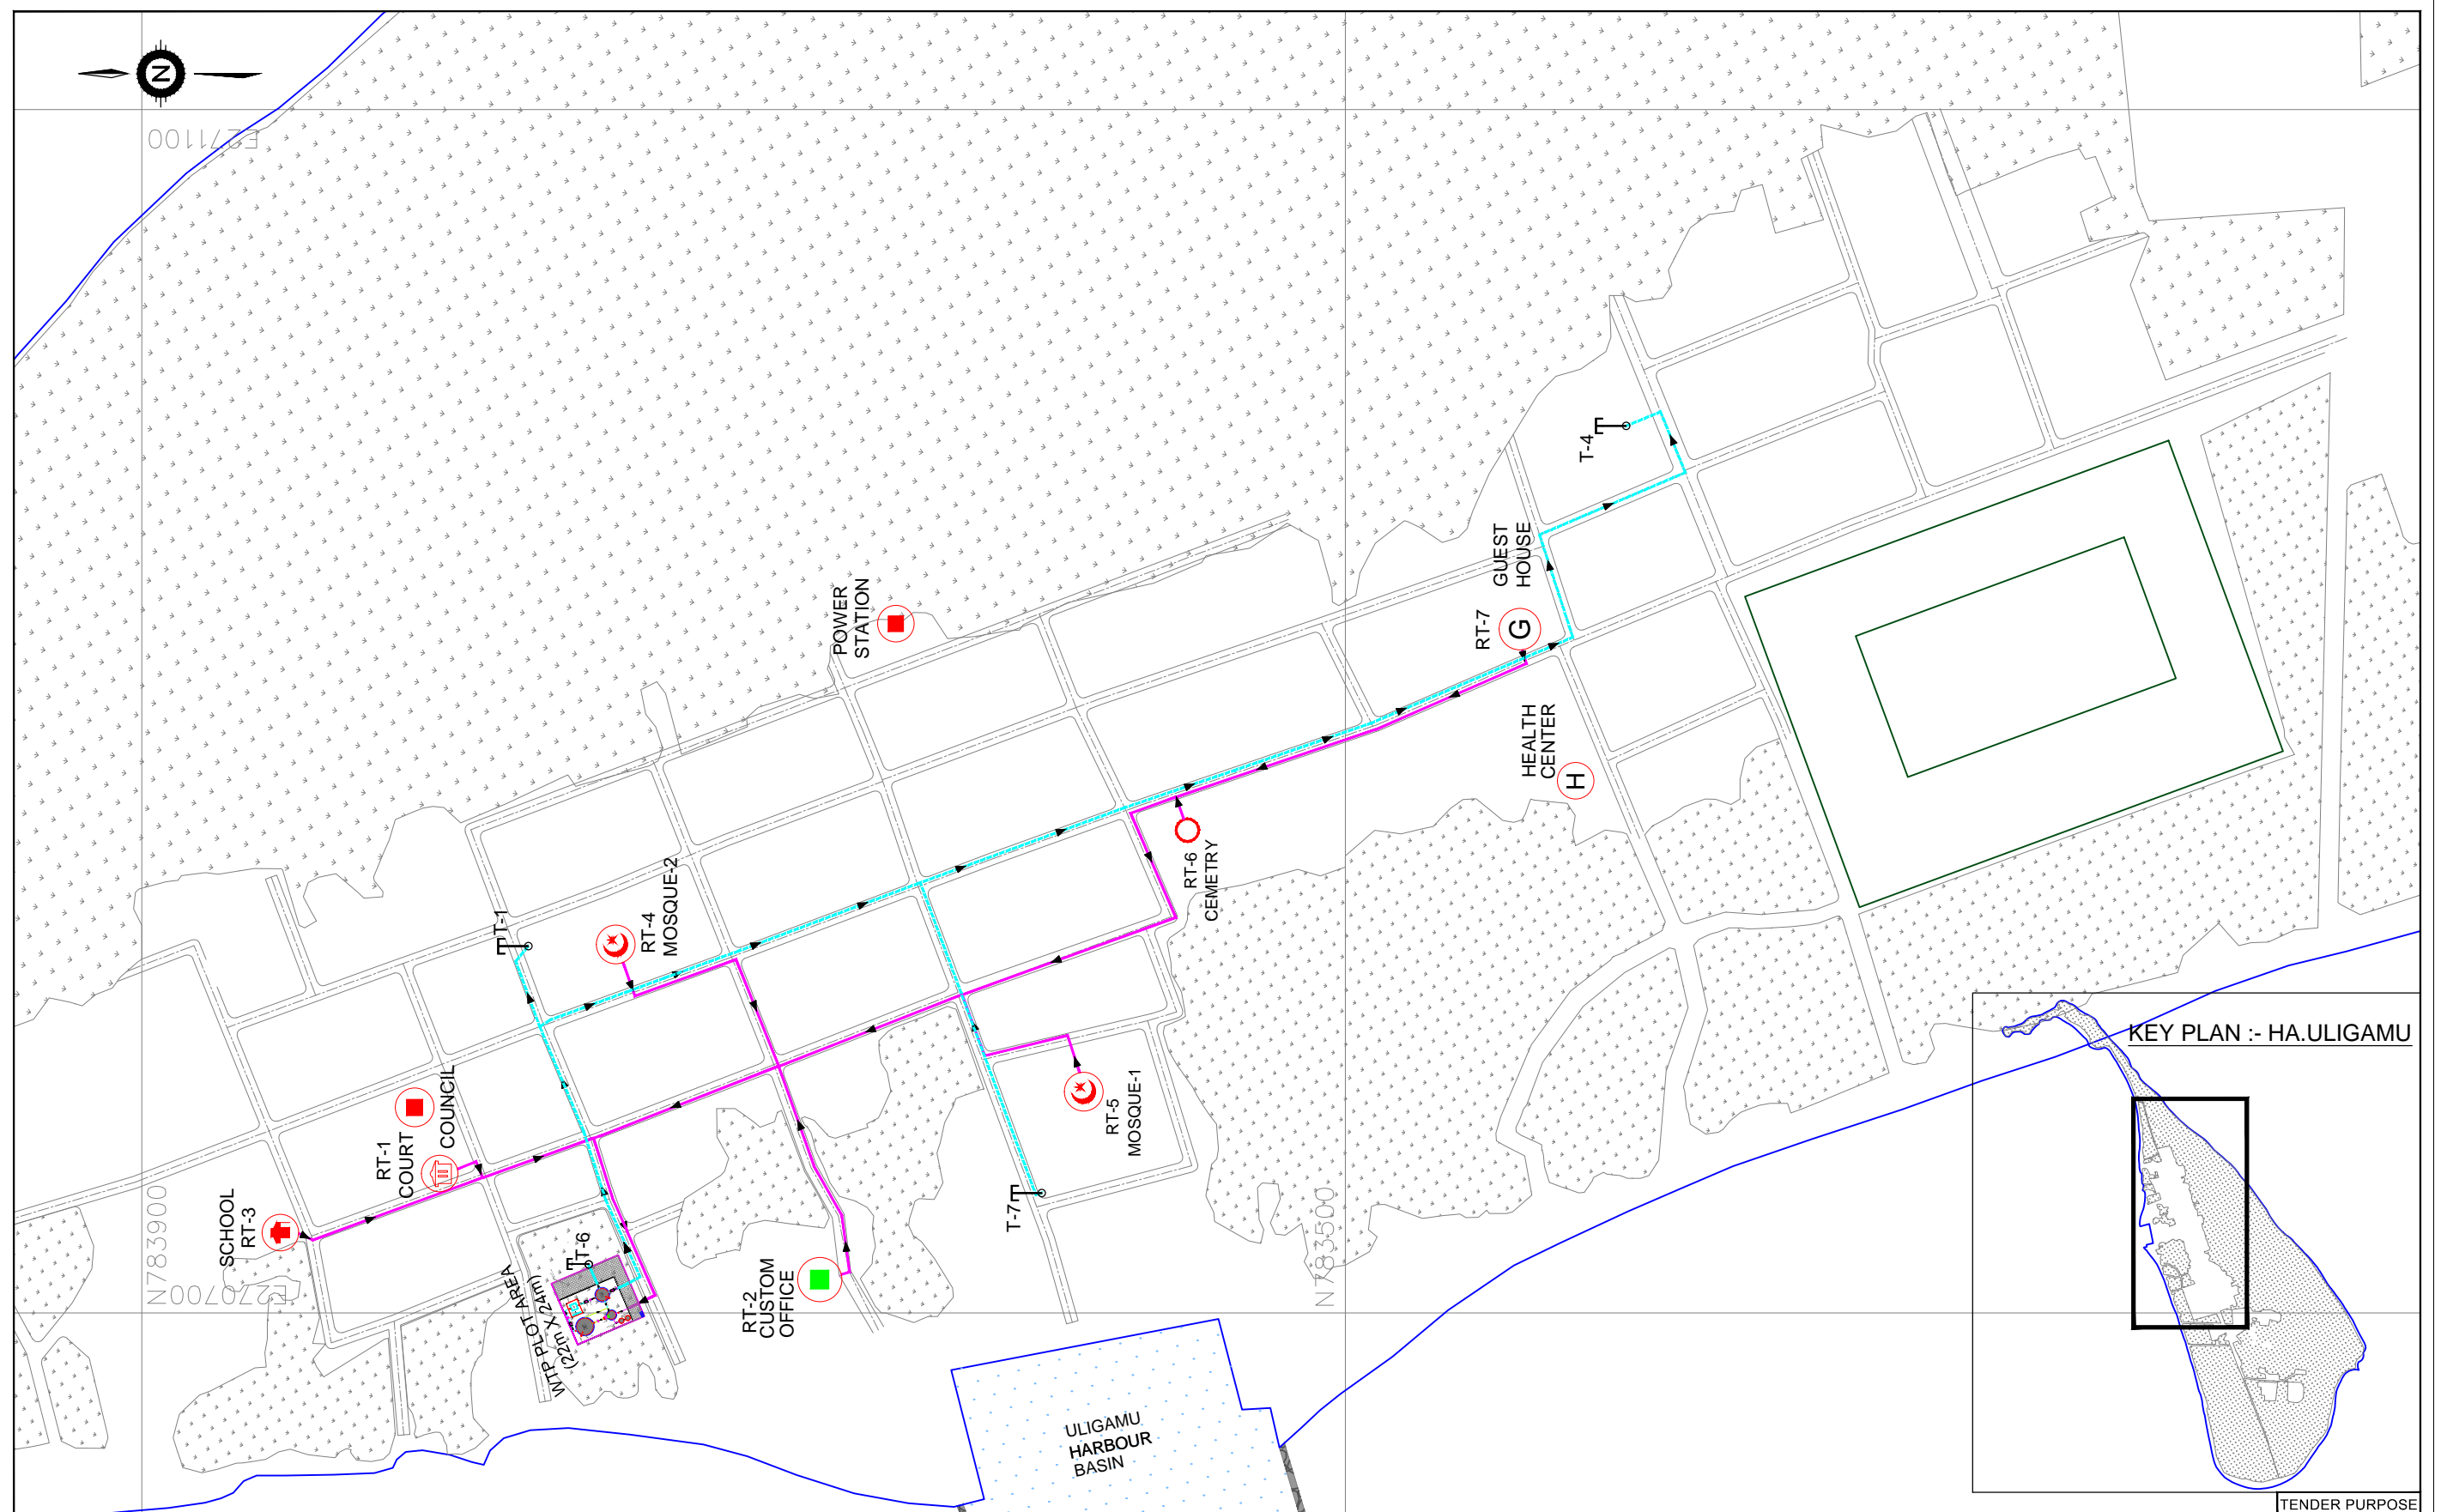 N
E271100
POWER
STATION
T-4
GUEST
HOUSE
RT-7
G
HEALTH
CENTER
H
RT-6
CEMETRY
T-1
RT-4
MOSQUE-2
KEY PLAN :- HA.ULIGAMU
RT-1
COURT
COUNCIL
RT-5
MOSQUE-1
SCHOOL
RT-3
N783900
E270700
T-7
N783500
T-6
WTP PLOT AREA
(22m X 24m)
RT-2
CUSTOM
OFFICE
ULIGAMU
HARBOUR
BASIN
TENDER PURPOSE